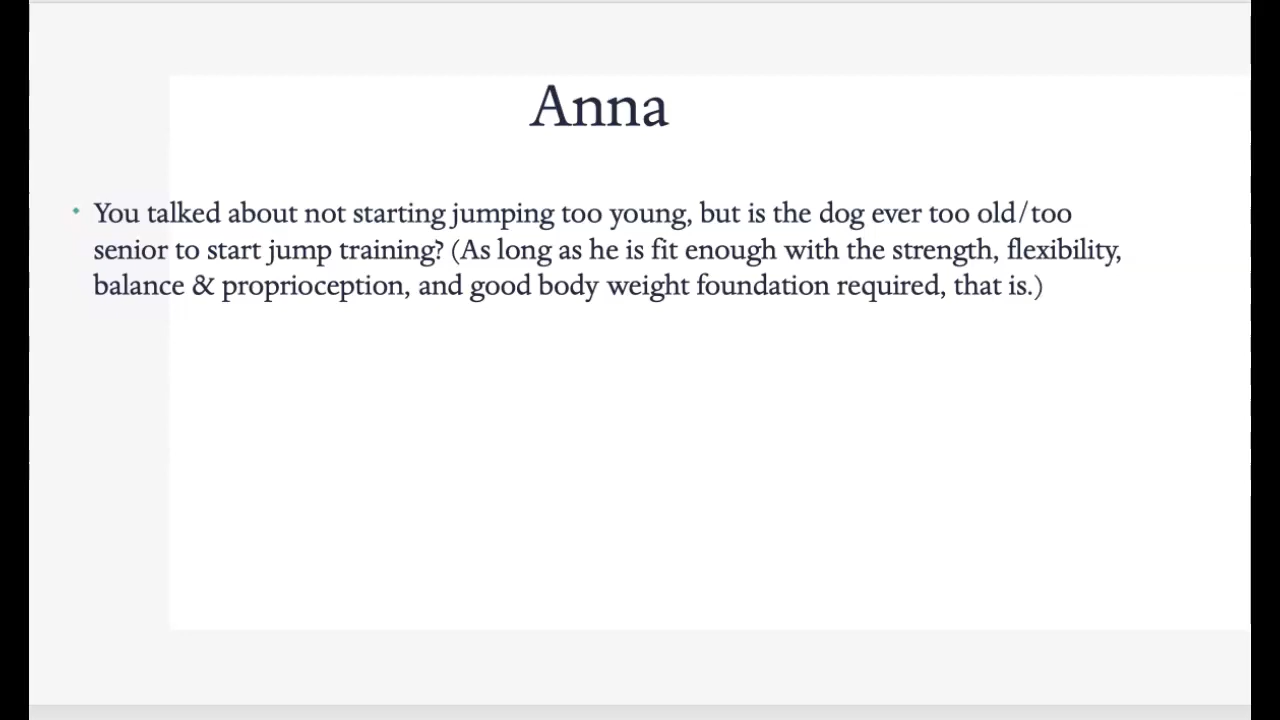 Anna
You talked about not starting jumping too young, but is the dog ever too old/too
senior to start jump training? (As long as he is fit enough with the strength, flexibility,
balance & proprioception, and good body weight foundation required, that is.)